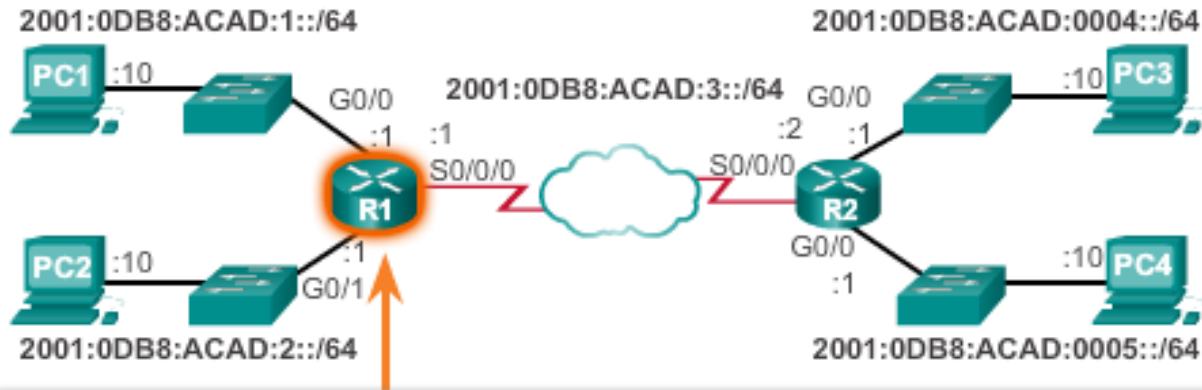 2001:0DB8:ACAD:1::/64
2001:0DB8:ACAD:0004::/64
PC1
:10
G0/0
:1
:1
S0/0/0
2001:0DB8:ACAD:3::/64
:2
S0/0/0
G0/0
:1
:10
PC3
R1
R2
PC2
:10
:1
G0/1
G0/0
:1
:10
PC4
2001:0DB8:ACAD:2::/64
2001:0DB8:ACAD:0005::/64